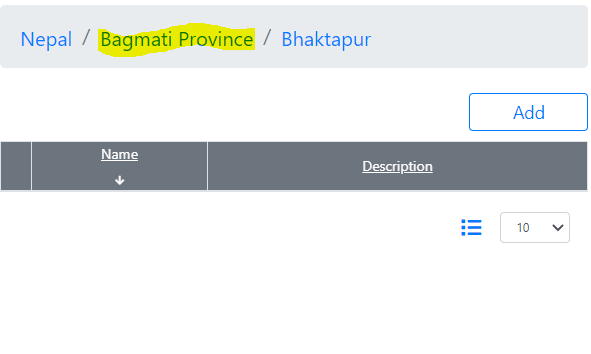 Nepal / Bagmati Province / Bhaktapur
Add
Name
Description
10